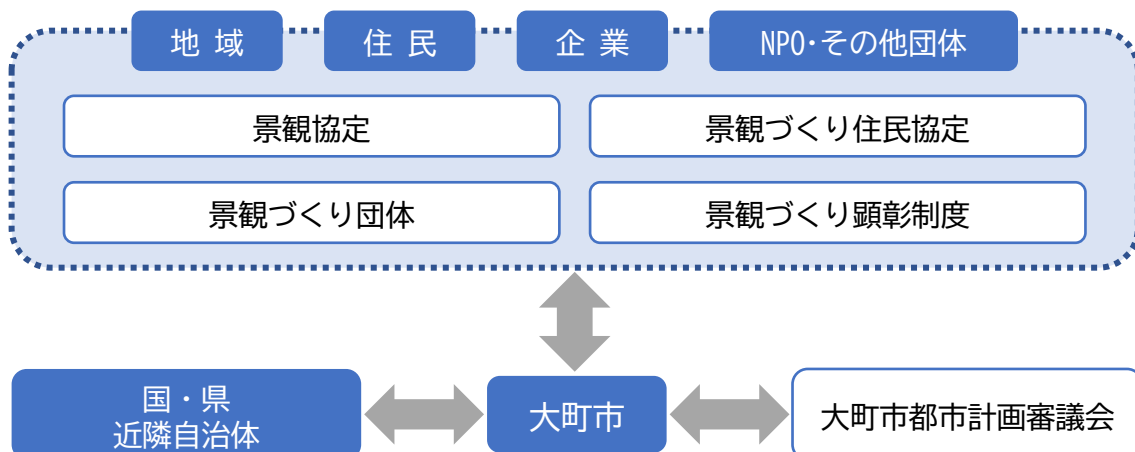 地 域
住 民
企 業
NPO・その他団体
景観協定
景観づくり住民協定
景観づくり団体
景観づくり顕彰制度
国・県
近隣自治体
大町市
大町市都市計画審議会